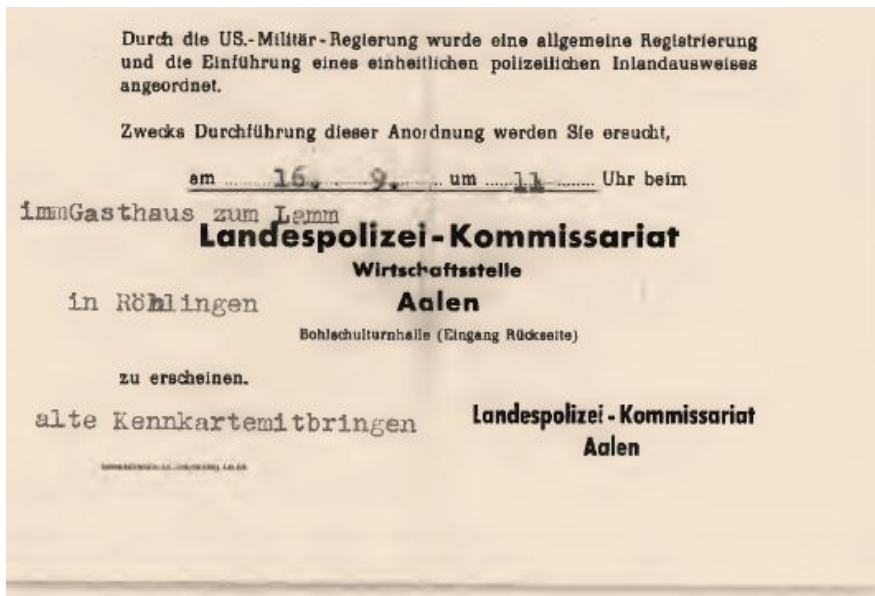 Durch die US.-Militär-Regierung wurde eine allgemeine Registrierung
und die Einführung eines einheitlichen polizeilichen Inlandausweises
angeordnet.
Zwecks Durchführung dieser Anordnung werden Sie ersucht,
am 16. 9. um 11 Uhr beim
immGasthaus zum Lamm
Landespolizei-Kommissariat
Wirtschaftsstelle
in Röhlingen Aalen
Bohlschulturnhalle (Eingang Rückseite)
zu erscheinen.
alte Kennkartemitbringen
Landespolizei-Kommissariat
Aalen